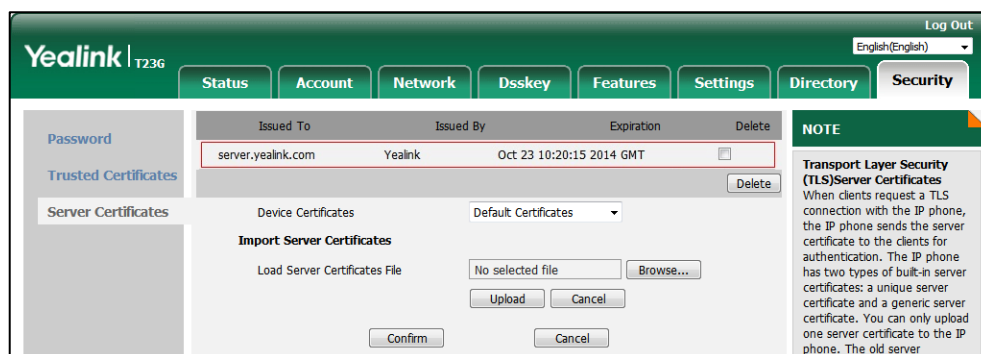 Log Out
Yealink T23G
English(English)
Status Account Network Dsskey Features Settings Directory Security
Password
Trusted Certificates
Server Certificates
Issued To Issued By Expiration Delete
server.yealink.com Yealink Oct 23 10:20:15 2014 GMT
Delete
Device Certificates Default Certificates
Import Server Certificates
Load Server Certificates File No selected file Browse...
Upload Cancel
Confirm Cancel
NOTE
Transport Layer Security
(TLS)Server Certificates
When clients request a TLS
connection with the IP phone,
the IP phone sends the server
certificate to the clients for
authentication. The IP phone
has two types of built-in server
certificates: a unique server
certificate and a generic server
certificate. You can only upload
one server certificate to the IP
phone. The old server